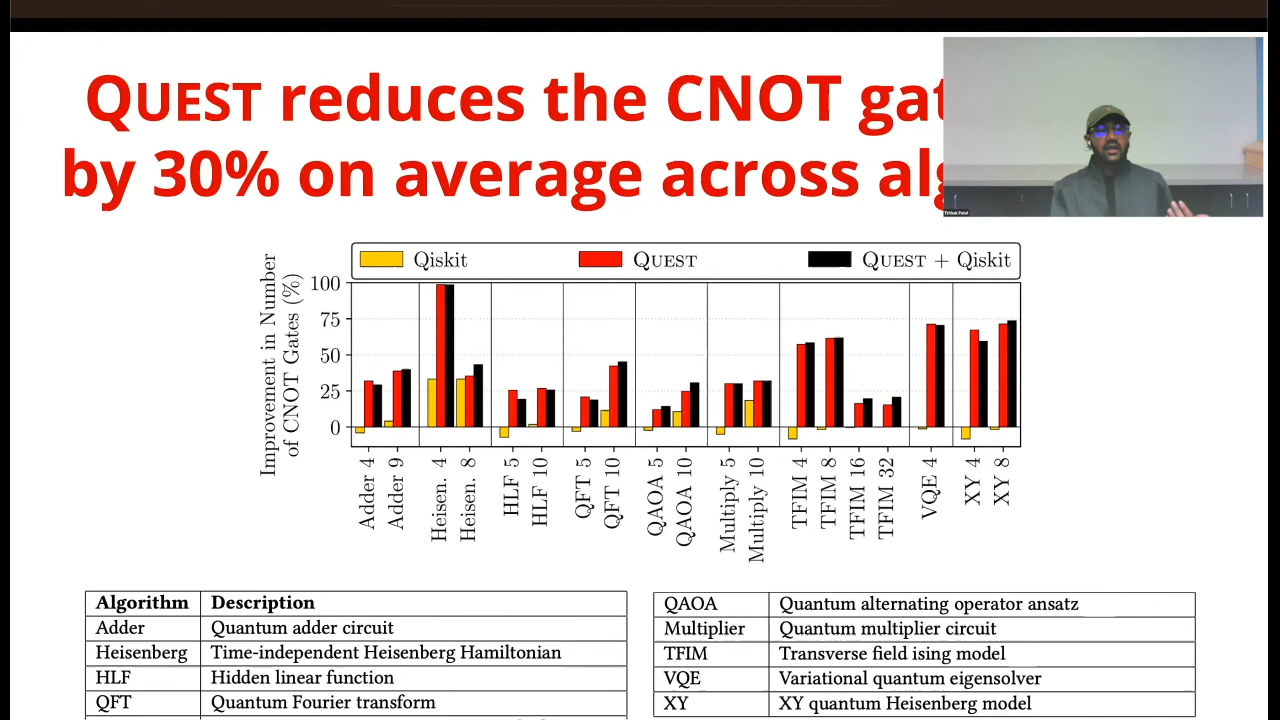 QUEST reduces the CNOT gat
by 30% on average across alg
Tirthak Patel
Qiskit
QUEST
QUEST + Qiskit
Improvement in Number
of CNOT Gates (%)
100
75
50
25
0
Adder 4
Adder 9
Heisen. 4
Heisen. 8
HLF 5
HLF 10
QFT 5
QFT 10
QAOA 5
QAOA 10
Multiply 5
Multiply 10
TFIM 4
TFIM 8
TFIM 16
TFIM 32
VQE 4
XY 4
XY 8
Algorithm Description
Adder Quantum adder circuit
Heisenberg Time-independent Heisenberg Hamiltonian
HLF Hidden linear function
QFT Quantum Fourier transform
QAOA Quantum alternating operator ansatz
Multiplier Quantum multiplier circuit
TFIM Transverse field ising model
VQE Variational quantum eigensolver
XY XY quantum Heisenberg model